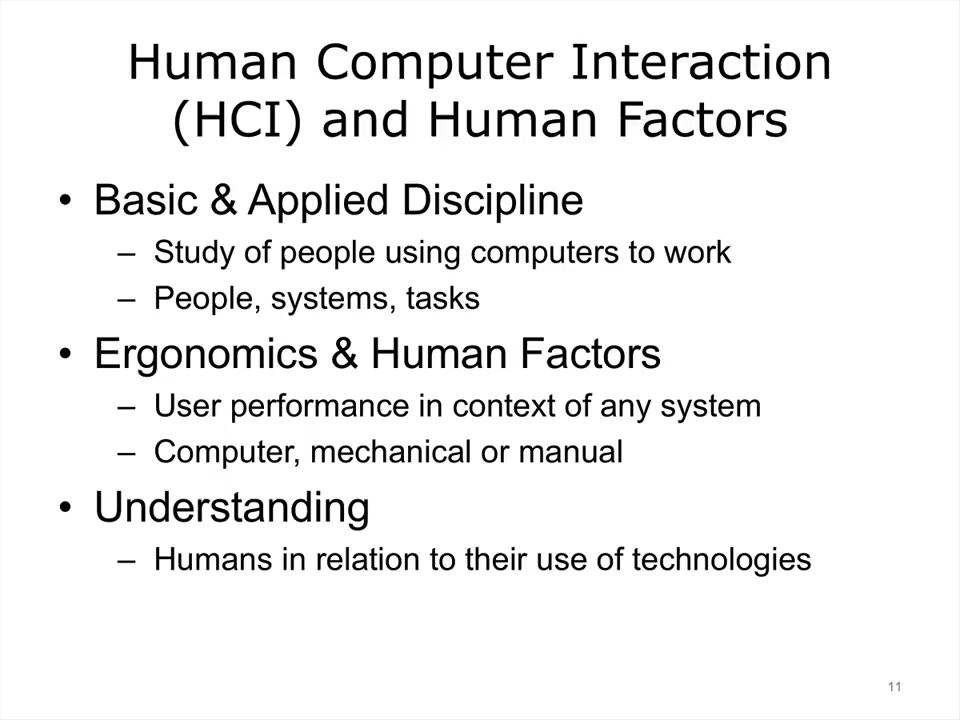 Human Computer Interaction
(HCI) and Human Factors
• Basic & Applied Discipline
– Study of people using computers to work
– People, systems, tasks
• Ergonomics & Human Factors
– User performance in context of any system
– Computer, mechanical or manual
• Understanding
– Humans in relation to their use of technologies
11